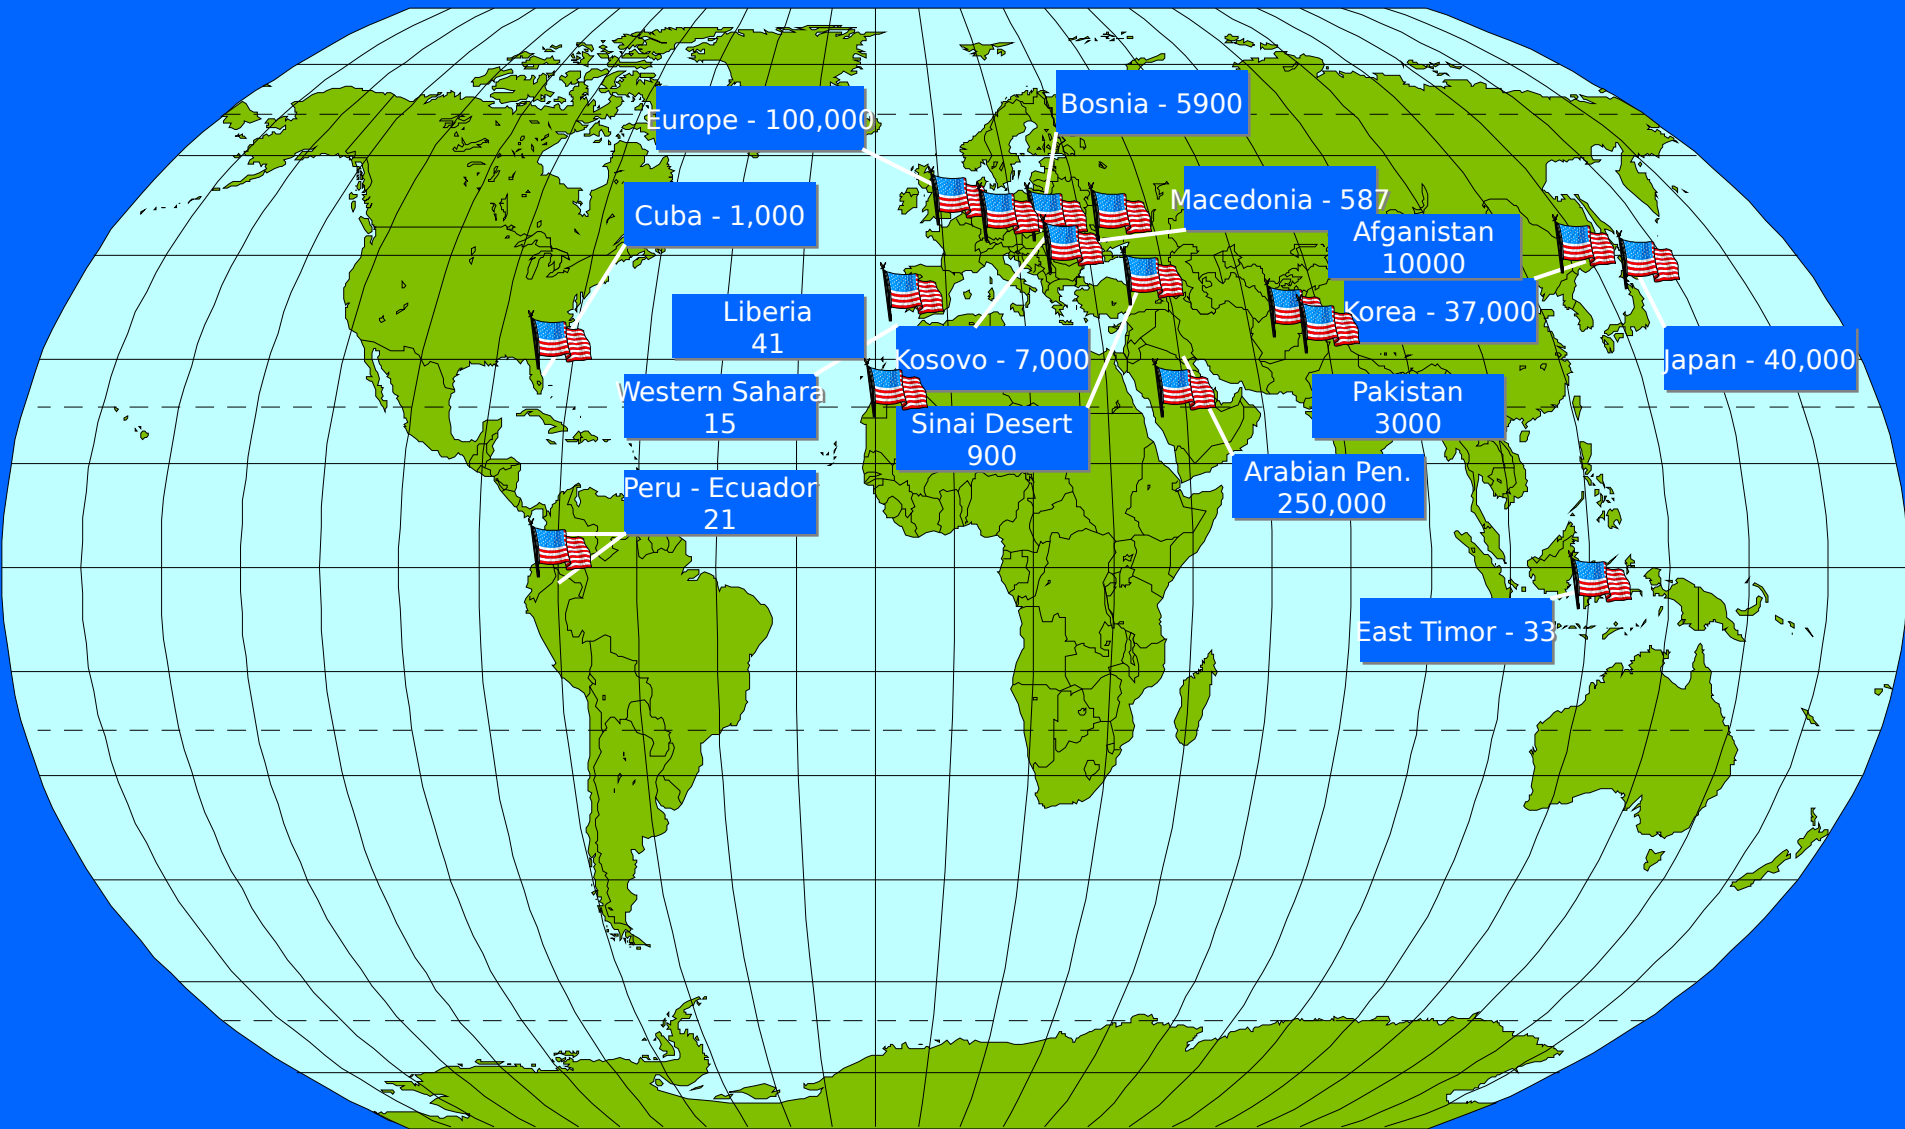 Bosnia - 5900
Europe - 100,000
Macedonia - 587
Cuba - 1,000
Afganistan
10000
Liberia
41
Korea - 37,000
Kosovo - 7,000
Japan - 40,000
Western Sahara
15
Sinai Desert
900
Pakistan
3000
Arabian Pen.
250,000
Peru - Ecuador
21
East Timor - 33